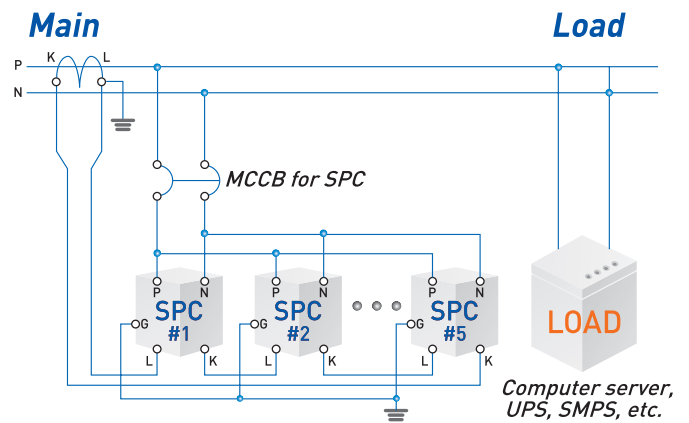 Main Load
K L
P
N
MCCB for SPC
P N P N P N
SPC SPC SPC
G #1 G #2 G #5
LOAD
L K L K L K
Computer server,
UPS, SMPS, etc.